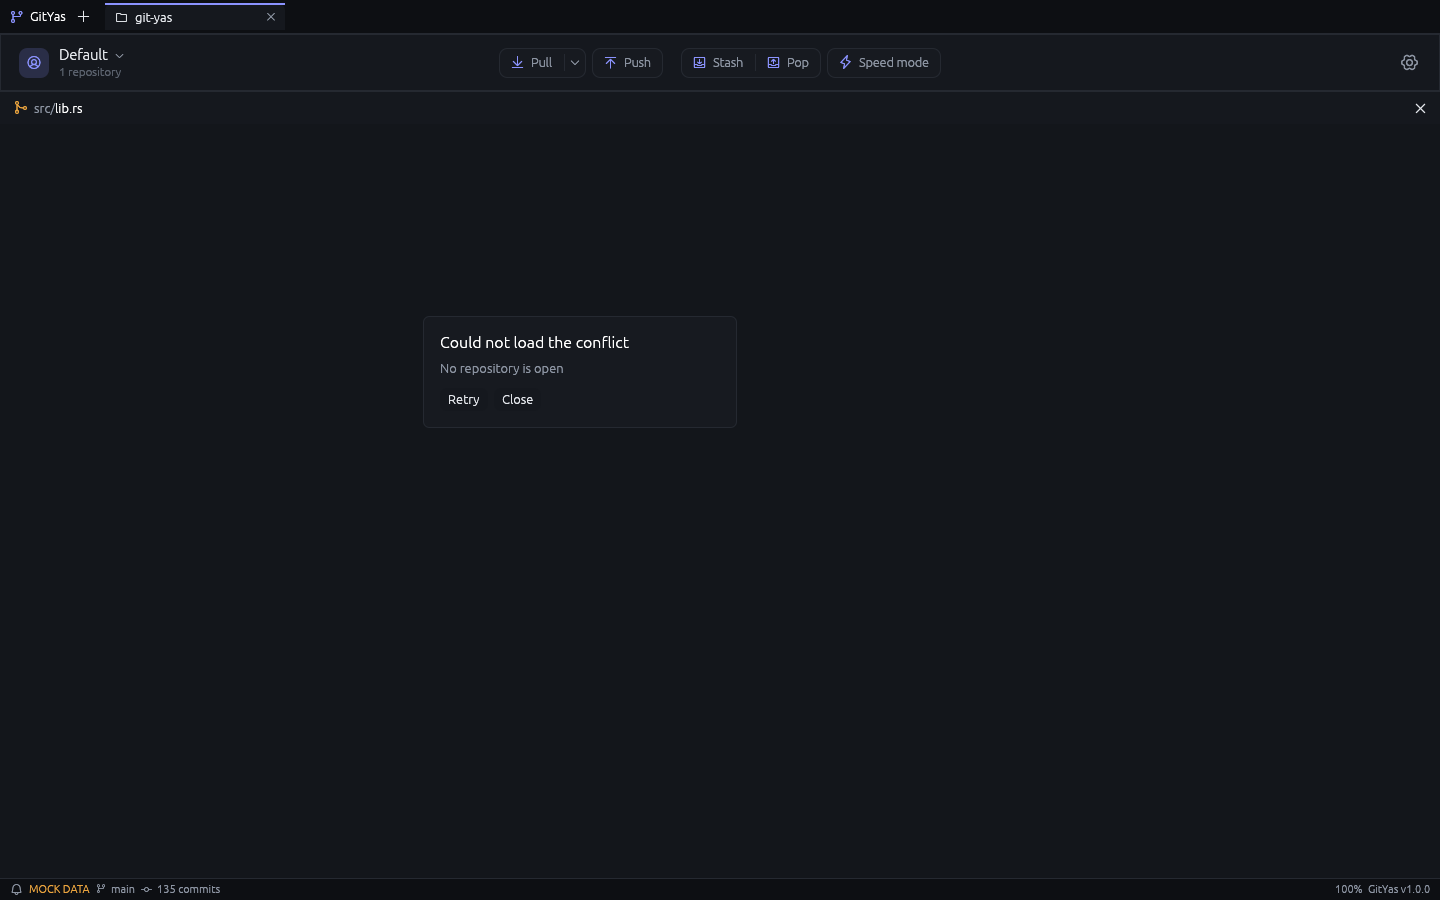 GitYas
git-yas
Default
1 repository
Pull
Push
Stash
Pop
Speed mode
src/lib.rs
Could not load the conflict
No repository is open
Retry Close
MOCK DATA main 135 commits
100% GitYas v1.0.0